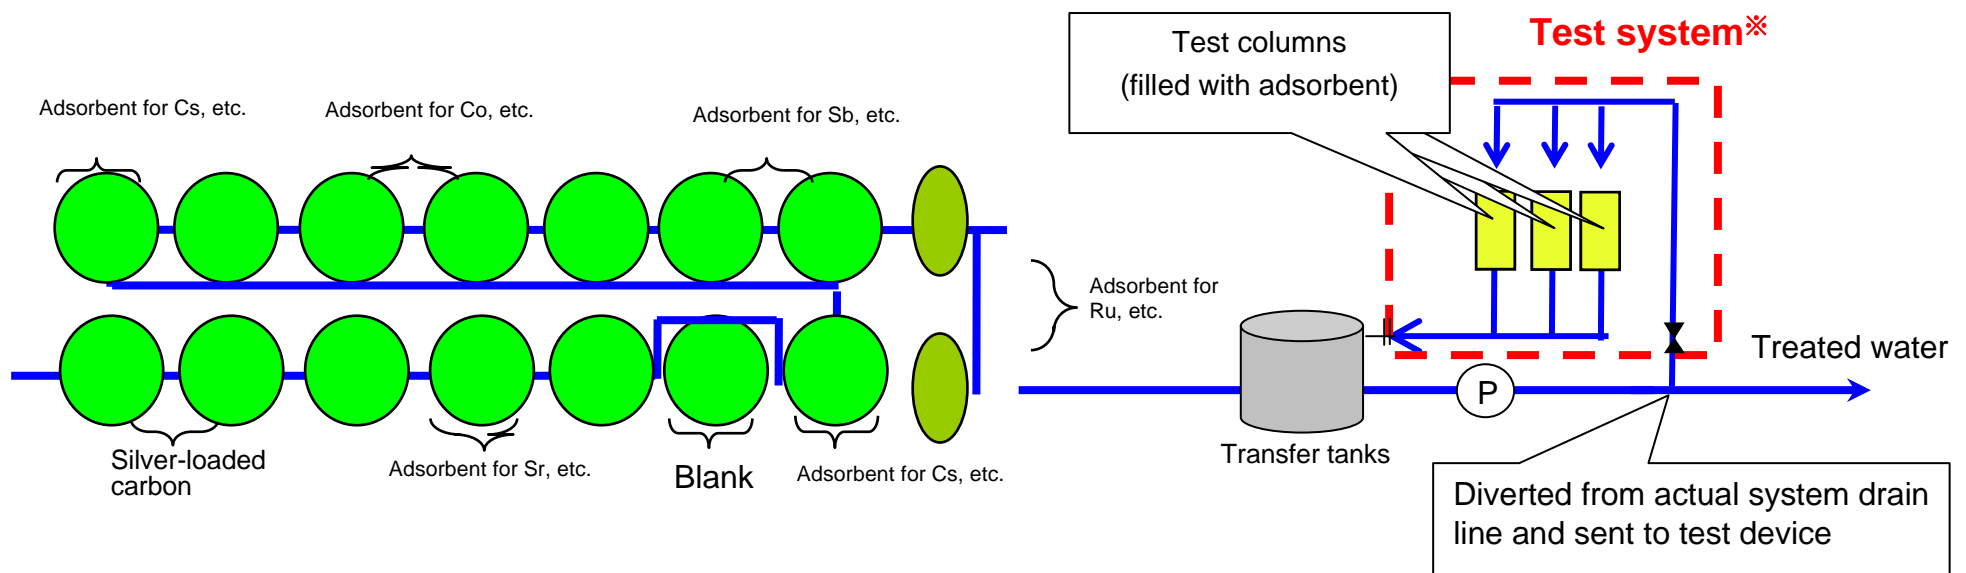 Test columns
(filled with adsorbent)
Test system※
Adsorbent for Cs, etc.
Adsorbent for Co, etc.
Adsorbent for Sb, etc.
Adsorbent for
Ru, etc.
Treated water
P
Transfer tanks
Silver-loaded
carbon
Adsorbent for Sr, etc.
Blank
Adsorbent for Cs, etc.
Diverted from actual system drain
line and sent to test device